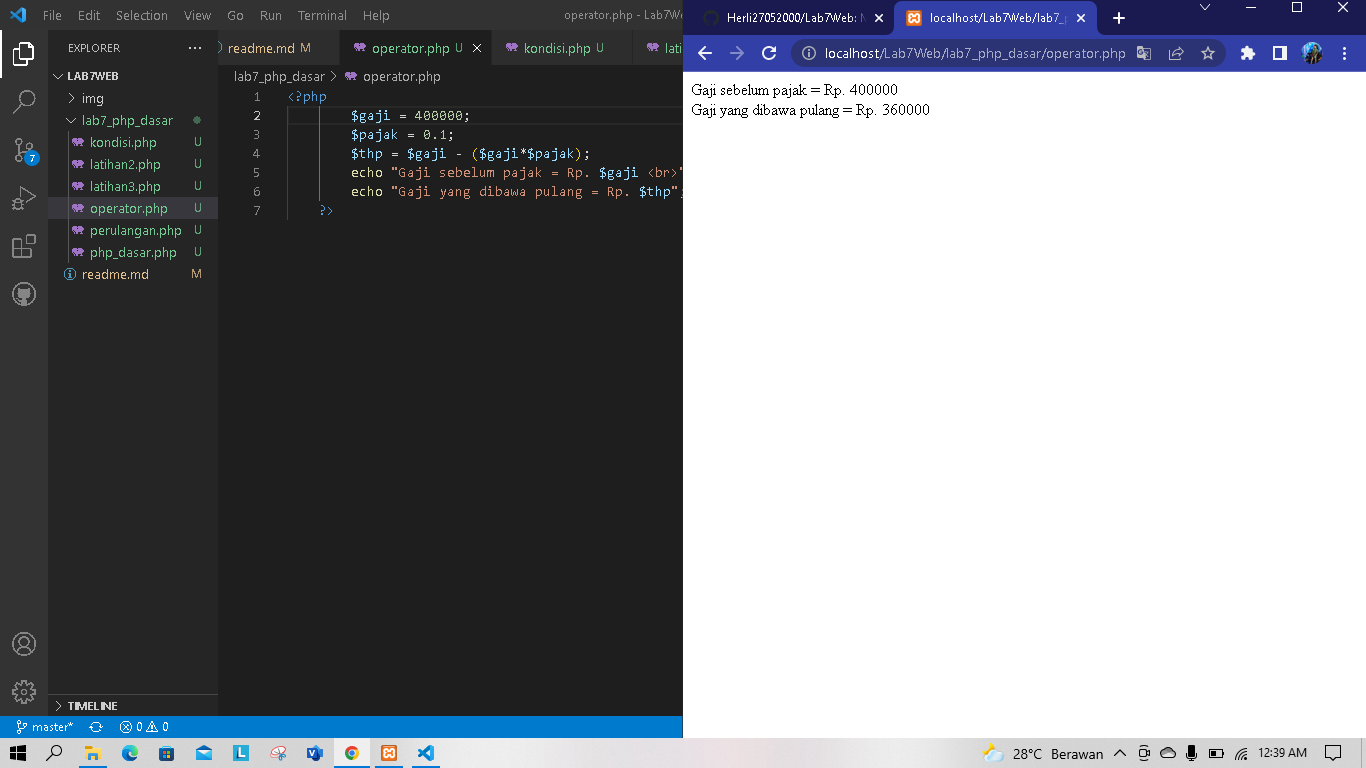 File Edit Selection View Go Run Terminal Help operator.php - Lab7We
EXPLORER ...
LAB7WEB
img
lab7_php_dasar
kondisi.php U
latihan2.php U
latihan3.php U
operator.php U
perulangan.php U
php_dasar.php U
readme.md M
7
TIMELINE
readme.md M operator.php U kondisi.php U lati
lab7_php_dasar > operator.php
1 <?php
2 $gaji = 400000;
3 $pajak = 0.1;
4 $thp = $gaji - ($gaji*$pajak);
5 echo "Gaji sebelum pajak = Rp. $gaji <br>"
6 echo "Gaji yang dibawa pulang = Rp. $thp";
7 ?>
master* 0 0
Herli27052000/Lab7Web: localhost/Lab7Web/lab7_
localhost/Lab7Web/lab7_php_dasar/operator.php
Gaji sebelum pajak = Rp. 400000
Gaji yang dibawa pulang = Rp. 360000
28°C Berawan 12:39 AM